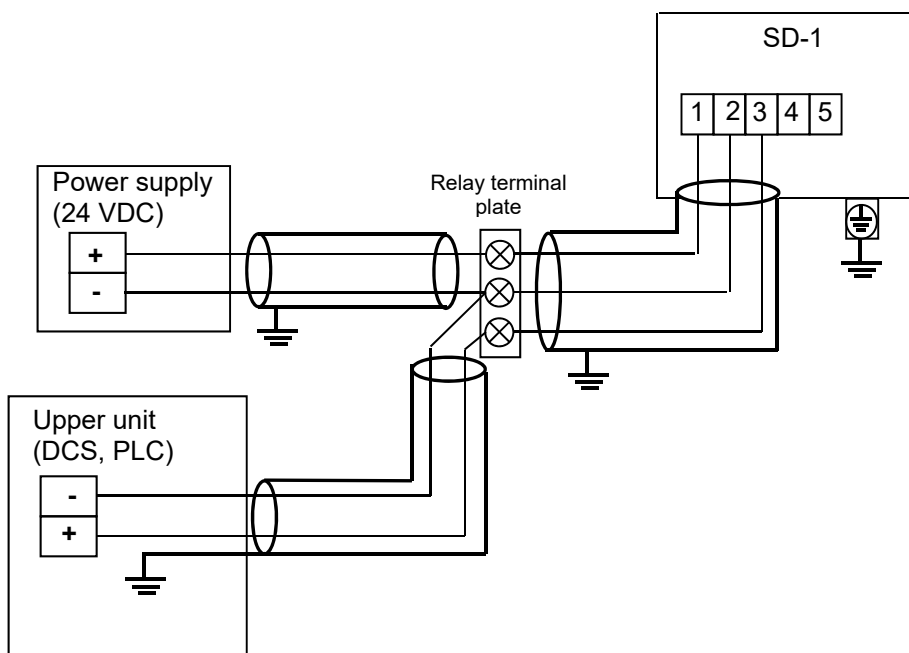 SD-1
1 2 3 4 5
Power supply
(24 VDC)
+
-
Relay terminal
plate
Upper unit
(DCS, PLC)
-
+